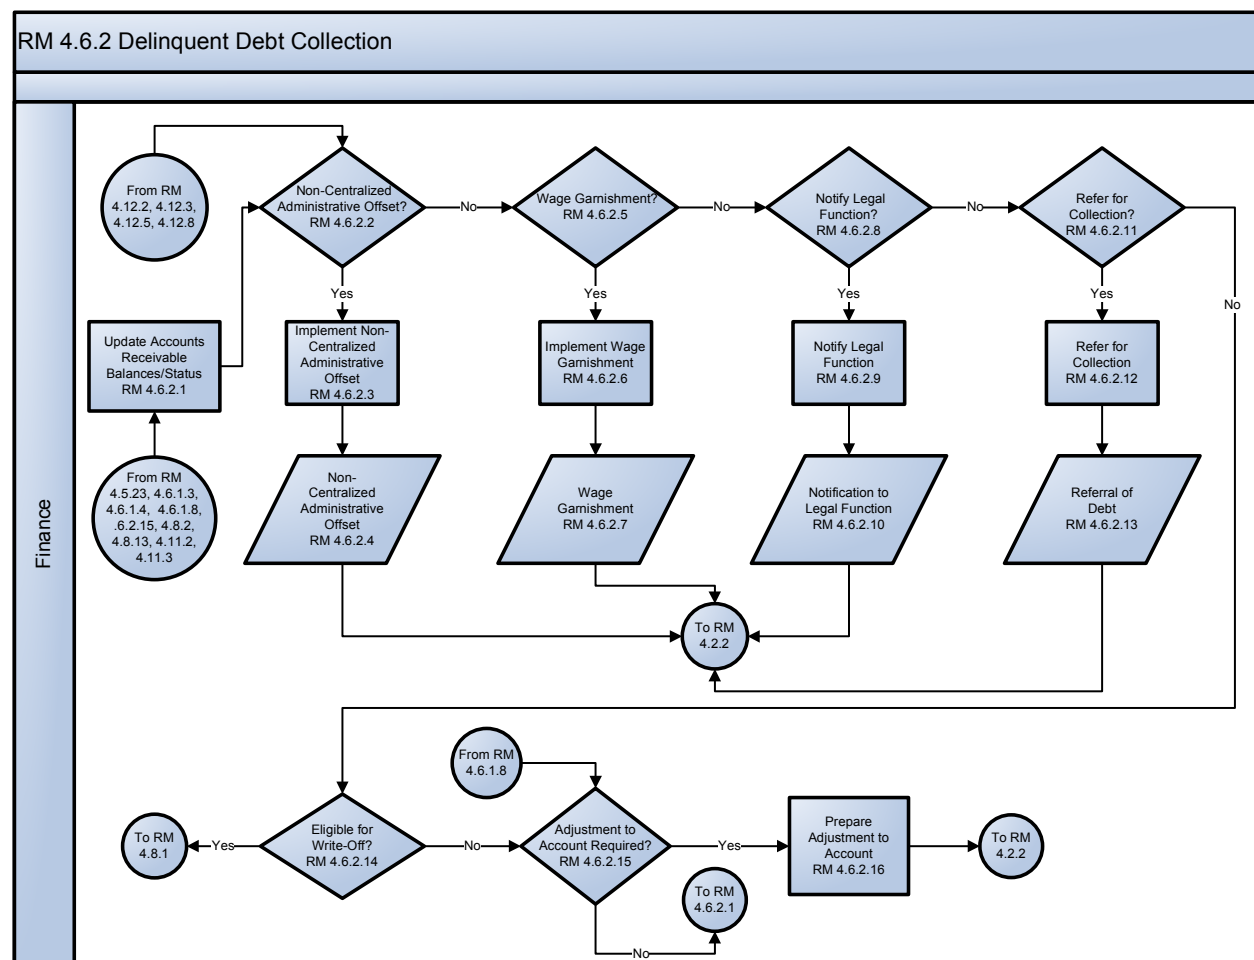 RM 4.6.2 Delinquent Debt Collection
Finance
From RM
4.12.2, 4.12.3,
4.12.5, 4.12.8
Non-Centralized
Administrative Offset?
RM 4.6.2.2
No
Wage Garnishment?
RM 4.6.2.5
No
Notify Legal
Function?
RM 4.6.2.8
No
Refer for
Collection?
RM 4.6.2.11
No
Yes
Yes
Yes
Yes
Update Accounts
Receivable
Balances/Status
RM 4.6.2.1
Implement Non-
Centralized
Administrative
Offset
RM 4.6.2.3
Implement Wage
Garnishment
RM 4.6.2.6
Notify Legal
Function
RM 4.6.2.9
Refer for
Collection
RM 4.6.2.12
From RM
4.5.23, 4.6.1.3,
4.6.1.4, 4.6.1.8,
.6.2.15, 4.8.2,
4.8.13, 4.11.2,
4.11.3
Non-
Centralized
Administrative
Offset
RM 4.6.2.4
Wage
Garnishment
RM 4.6.2.7
Notification to
Legal Function
RM 4.6.2.10
Referral of
Debt
RM 4.6.2.13
To RM
4.2.2
From RM
4.6.1.8
To RM
4.8.1
Yes
Eligible for
Write-Off?
RM 4.6.2.14
No
Adjustment to
Account Required?
RM 4.6.2.15
Yes
Prepare
Adjustment to
Account
RM 4.6.2.16
To RM
4.2.2
To RM
4.6.2.1
No